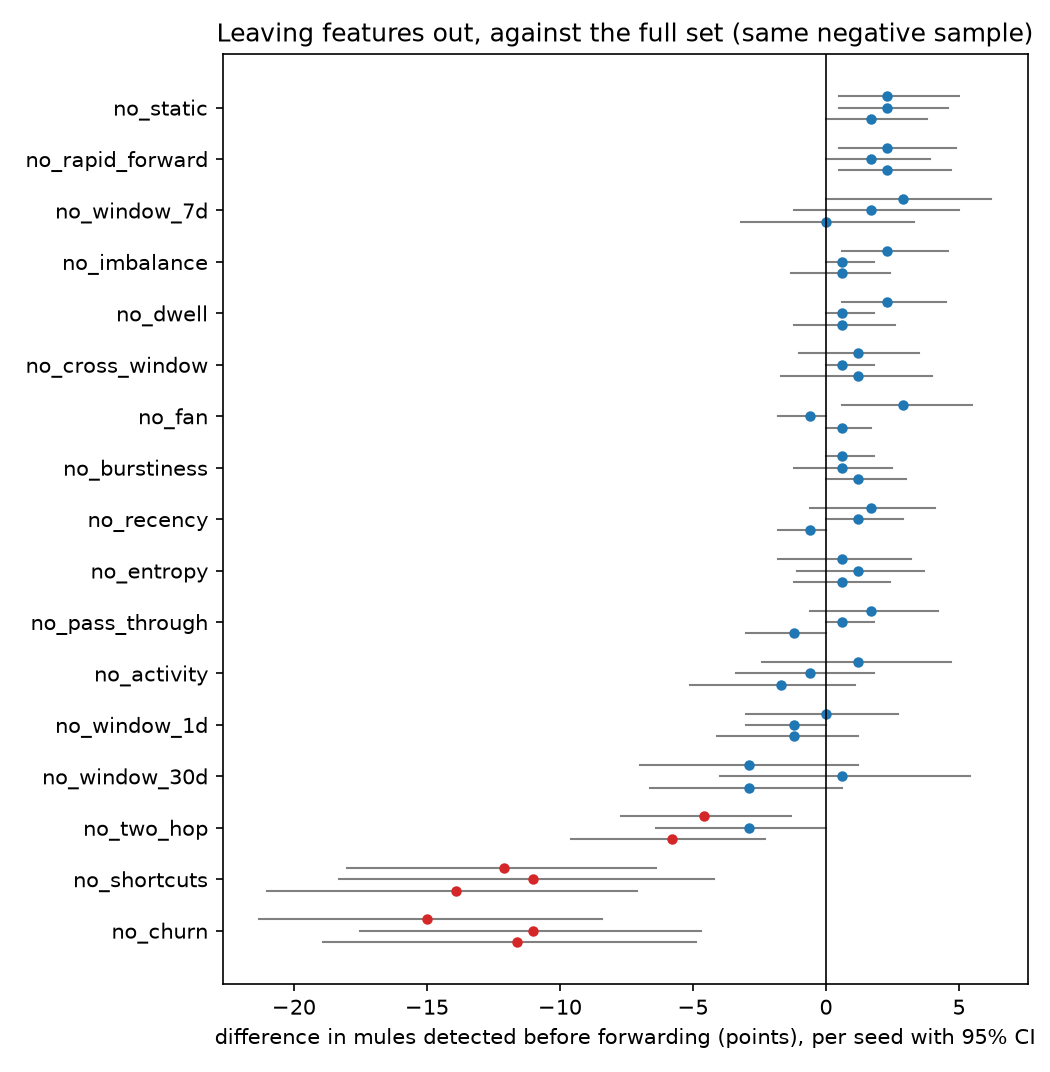 Leaving features out, against the full set (same negative sample)
no_static
no_rapid_forward
no_window_7d
no_imbalance
no_dwell
no_cross_window
no_fan
no_burstiness
no_recency
no_entropy
no_pass_through
no_activity
no_window_1d
no_window_30d
no_two_hop
no_shortcuts
no_churn
−20 −15 −10 −5 0 5
difference in mules detected before forwarding (points), per seed with 95% CI